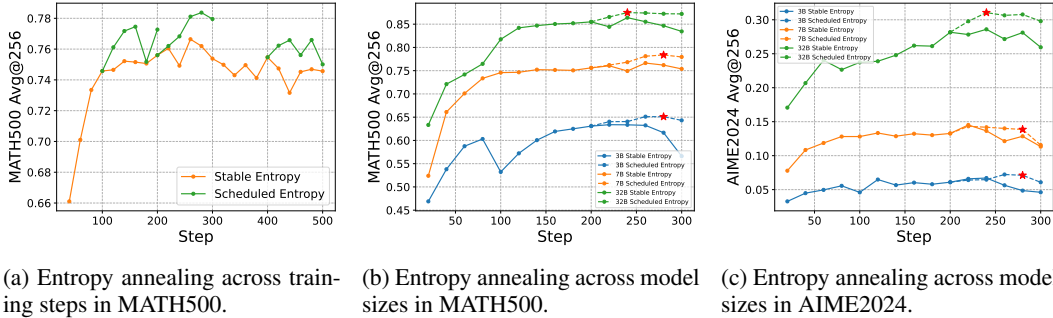 MATH500 Avg@256
0.78
0.76
0.74
0.72
0.70
0.68
0.66
100
200
300
400
500
Step
Stable Entropy
Scheduled Entropy
MATH500 Avg@256
0.85
0.80
0.75
0.70
0.65
0.60
0.55
0.50
0.45
50
100
150
200
250
300
Step
3B Stable Entropy
3B Scheduled Entropy
7B Stable Entropy
7B Scheduled Entropy
32B Stable Entropy
32B Scheduled Entropy
AIME2024 Avg@256
0.30
0.25
0.20
0.15
0.10
0.05
0
50
100
150
200
250
300
Step
3B Stable Entropy
3B Scheduled Entropy
7B Stable Entropy
7B Scheduled Entropy
32B Stable Entropy
32B Scheduled Entropy
(a) Entropy annealing across train-
ing steps in MATH500.
(b) Entropy annealing across model
sizes in MATH500.
(c) Entropy annealing across mode
sizes in AIME2024.